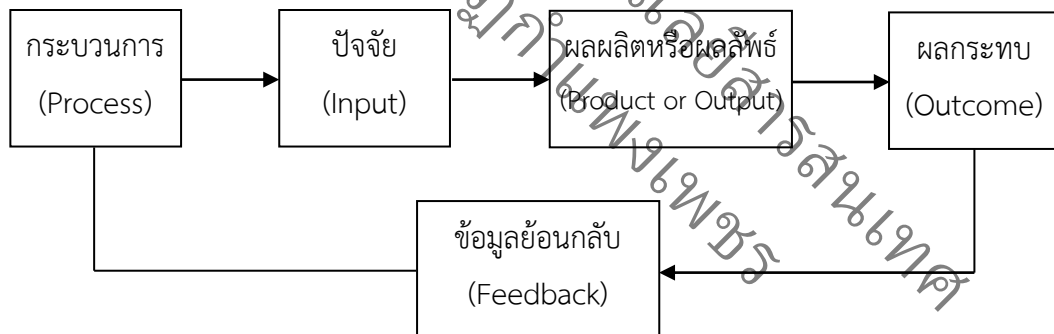 กระบวนการ
(Process)
ปัจจัย
(Input)
ผลผลิตหรือผลลัพธ์
(Product or Output)
ผลกระทบ
(Outcome)
ข้อมูลย้อนกลับ
(Feedback)